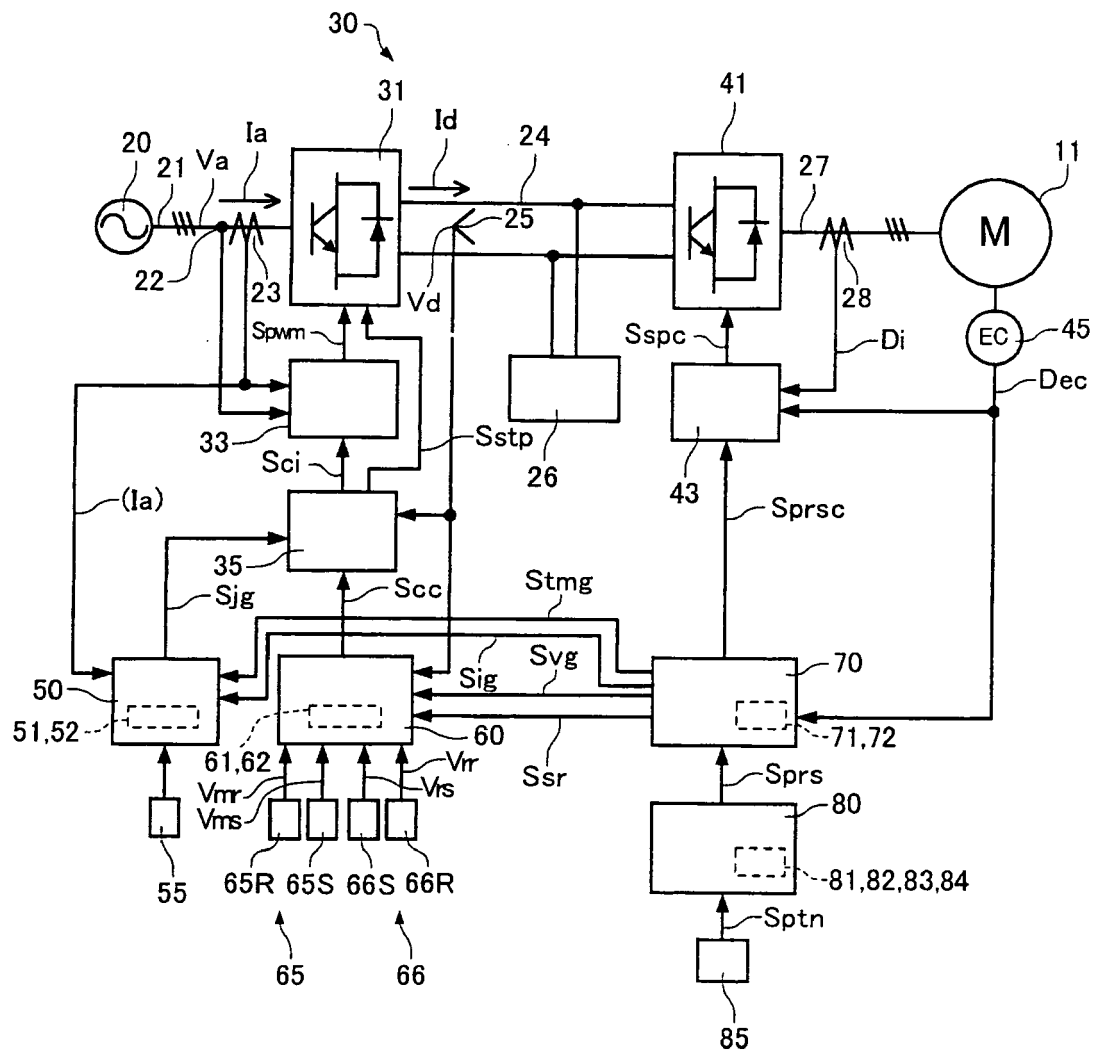 30
31
41
Ia
Id
24
20
21
Va
27
11
M
25
22
23
Vd
28
Spwm
Sspc
Di
EC
45
Dec
33
Sstp
26
43
Sci
(Ia)
Sprsc
35
Sjg
Scc
Stmg
Sig
Svg
50
70
51,52
61,62
60
71,72
Ssr
Vrr
Vmr
Vms
Vrs
Sprs
80
55
65R
65S
66S
66R
81,82,83,84
Sptn
65
66
85